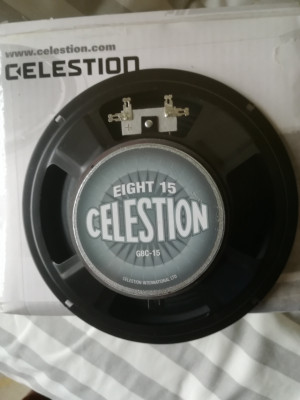 www.celestion.com
CELESTION
+
EIGHT 15
CELESTION
G8C-15
CELESTION INTERNATIONAL LTD